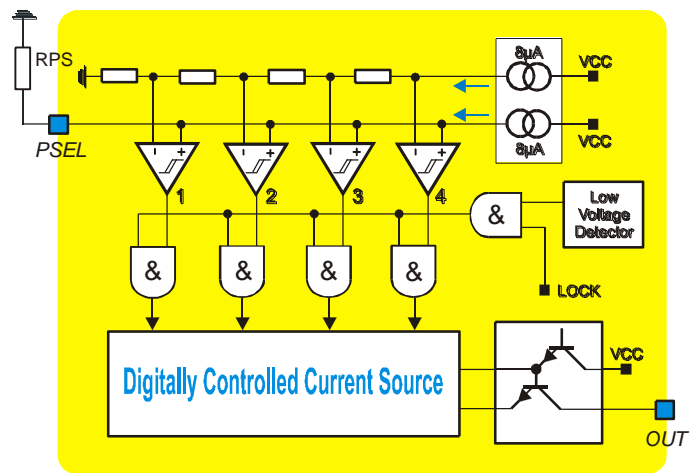 8µA
VCC
RPS
VCC
8µA
PSEL
- +
- +
- +
- +
1
2
3
4
&
Low
Voltage
Detector
&
&
&
&
LOCK
Digitally Controlled Current Source
VCC
OUT